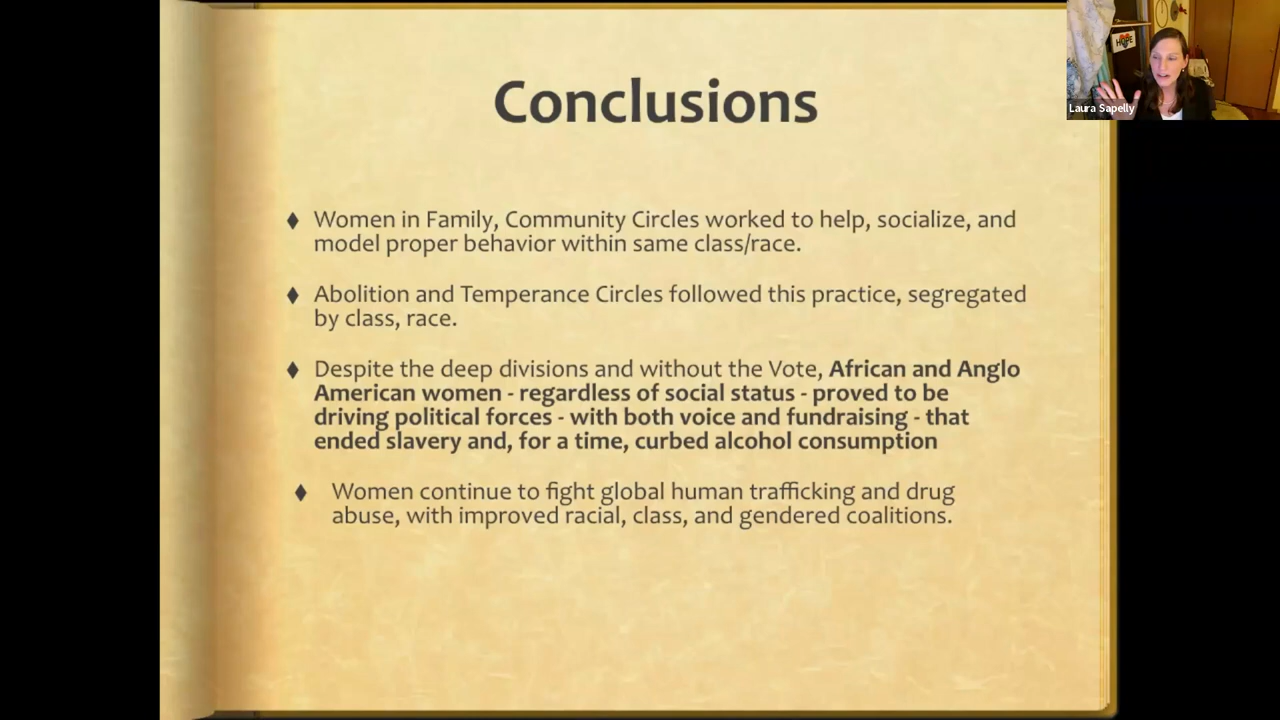 HOPE
Laura Sapelly
Conclusions
♦ Women in Family, Community Circles worked to help, socialize, and
model proper behavior within same class/race.
♦ Abolition and Temperance Circles followed this practice, segregated
by class, race.
♦ Despite the deep divisions and without the Vote, African and Anglo
American women - regardless of social status - proved to be
driving political forces - with both voice and fundraising - that
ended slavery and, for a time, curbed alcohol consumption
♦ Women continue to fight global human trafficking and drug
abuse, with improved racial, class, and gendered coalitions.